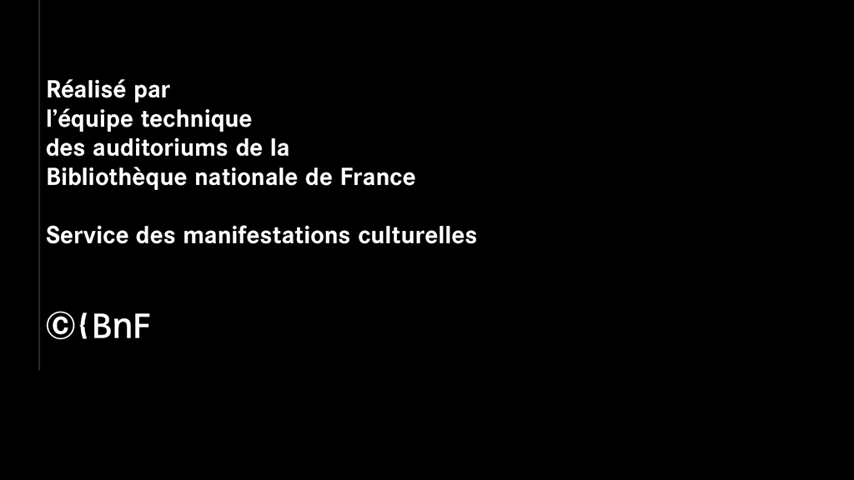 Réalisé par
l’équipe technique
des auditoriums de la
Bibliothèque nationale de France
Service des manifestations culturelles
© BnF